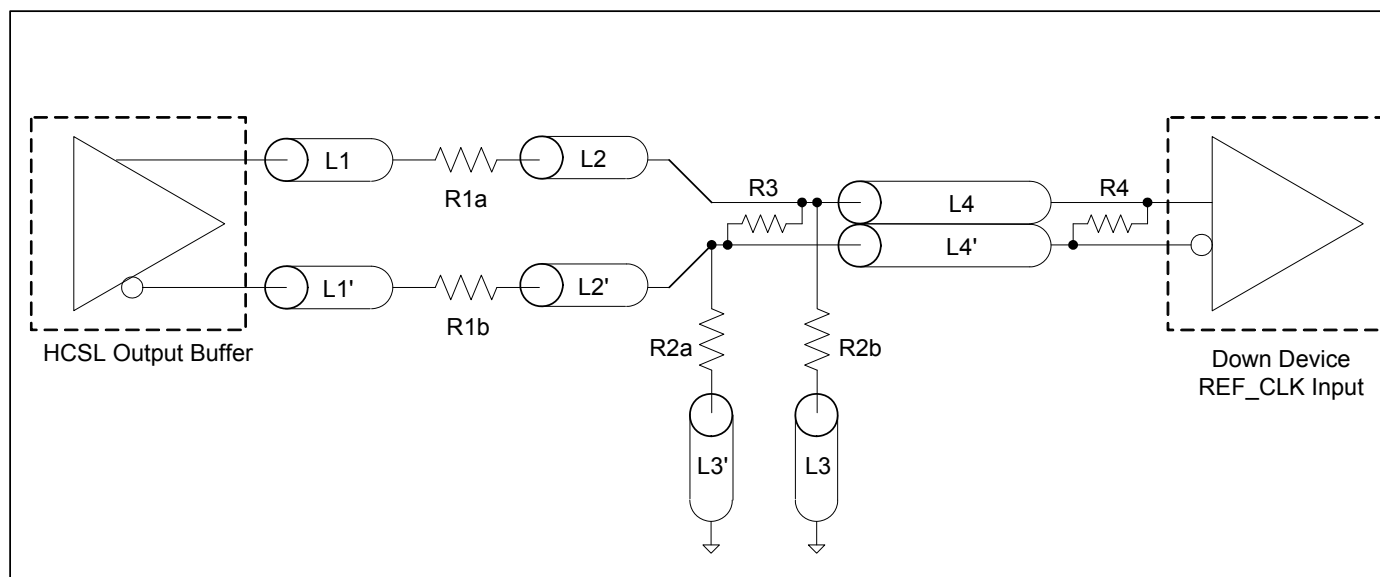 L1
R1a
L2
R3
L4
R4
L1'
R1b
L2'
L4'
HCSL Output Buffer
R2a
R2b
Down Device
REF_CLK Input
L3'
L3